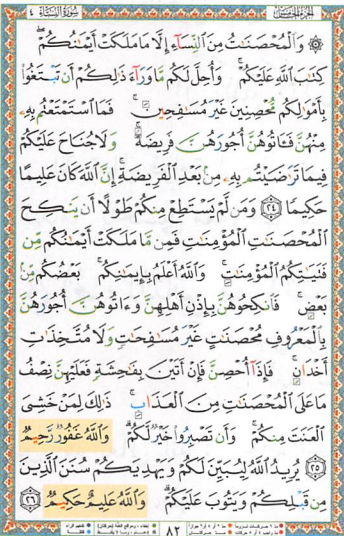 الجزء الخامس سورة النساء ٤
۞ وَالْمُحْصَنَاتُ مِنَ النِّسَاءِ إِلَّا مَا مَلَكَتْ أَيْمَانُكُمْ
كِتَابَ اللَّهِ عَلَيْكُمْ وَأُحِلَّ لَكُم مَّا وَرَاءَ ذَٰلِكُمْ أَن تَبْتَغُوا
بِأَمْوَالِكُم مُّحْصِنِينَ غَيْرَ مُسَافِحِينَ فَمَا اسْتَمْتَعْتُم بِهِ
مِنْهُنَّ فَآتُوهُنَّ أُجُورَهُنَّ فَرِيضَةً وَلَا جُنَاحَ عَلَيْكُمْ
فِيمَا تَرَاضَيْتُم بِهِ مِن بَعْدِ الْفَرِيضَةِ إِنَّ اللَّهَ كَانَ عَلِيمًا
حَكِيمًا ٢٤ وَمَن لَّمْ يَسْتَطِعْ مِنكُمْ طَوْلًا أَن يَنكِحَ
الْمُحْصَنَاتِ الْمُؤْمِنَاتِ فَمِن مَّا مَلَكَتْ أَيْمَانُكُم مِّن
فَتَيَاتِكُمُ الْمُؤْمِنَاتِ وَاللَّهُ أَعْلَمُ بِإِيمَانِكُم بَعْضُكُم مِّن
بَعْضٍ فَانكِحُوهُنَّ بِإِذْنِ أَهْلِهِنَّ وَآتُوهُنَّ أُجُورَهُنَّ
بِالْمَعْرُوفِ مُحْصَنَاتٍ غَيْرَ مُسَافِحَاتٍ وَلَا مُتَّخِذَاتِ
أَخْدَانٍ فَإِذَا أُحْصِنَّ فَإِنْ أَتَيْنَ بِفَاحِشَةٍ فَعَلَيْهِنَّ نِصْفُ
مَا عَلَى الْمُحْصَنَاتِ مِنَ الْعَذَابِ ذَٰلِكَ لِمَنْ خَشِيَ
الْعَنَتَ مِنكُمْ وَأَن تَصْبِرُوا خَيْرٌ لَّكُمْ وَاللَّهُ غَفُورٌ رَّحِيمٌ
٢٥ يُرِيدُ اللَّهُ لِيُبَيِّنَ لَكُمْ وَيَهْدِيَكُمْ سُنَنَ الَّذِينَ
مِن قَبْلِكُمْ وَيَتُوبَ عَلَيْكُمْ وَاللَّهُ عَلِيمٌ حَكِيمٌ ٢٦
٨٢